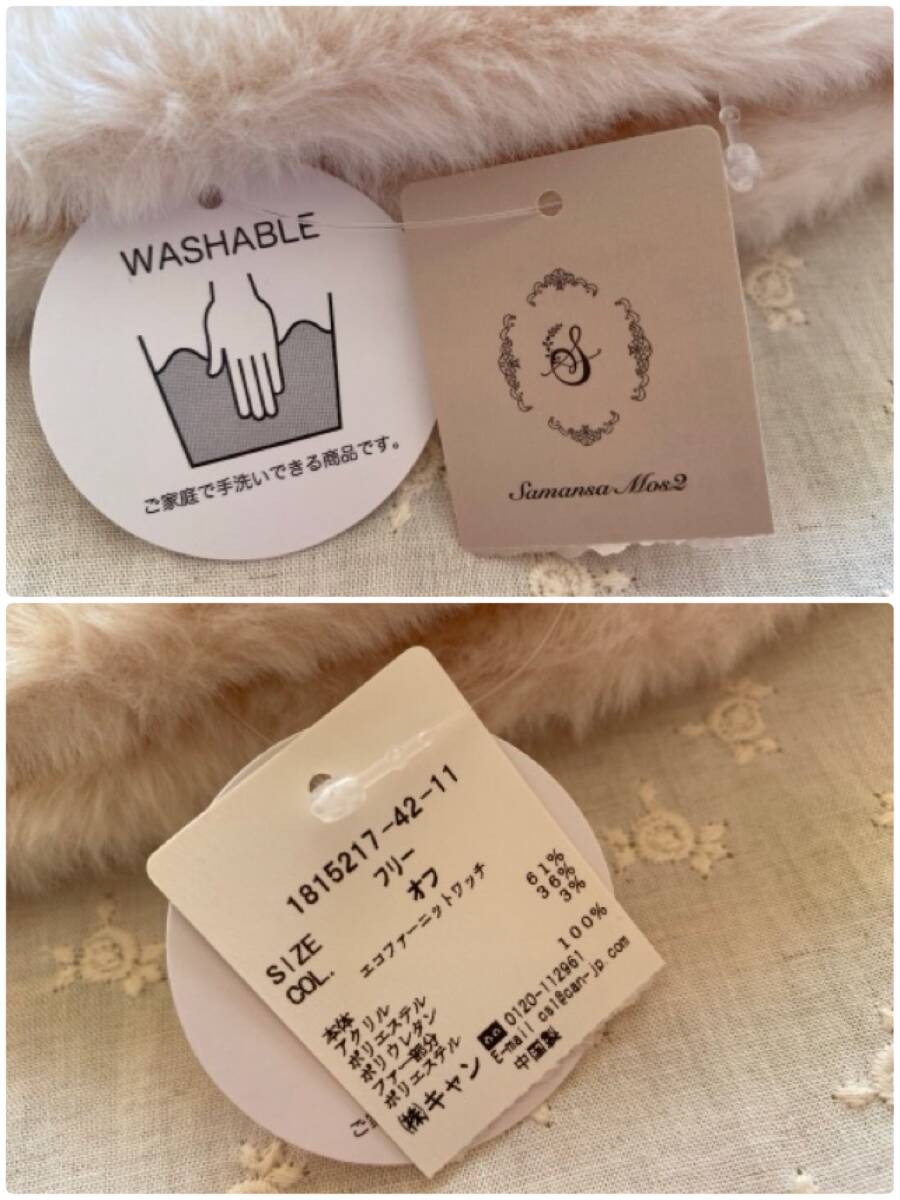 WASHABLE
ご家庭で手洗いできる商品です。
S
Samansa Mos2
1815217-42-11
SIZE フリー
COL. オフ
エコファーニットワッチ
本体
アクリル 61%
ポリエステル 36%
ポリウレタン 3%
ファー部分
ポリエステル 100%
㈱キャン 0120-112961
E-mail cs1@can-jp.com
中国製
ご